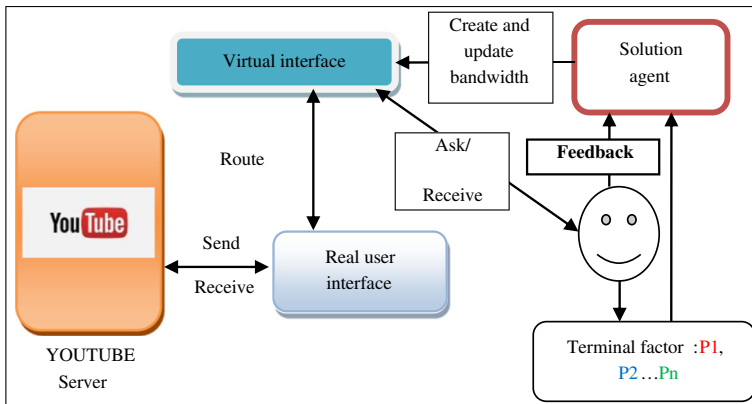 Virtual interface
Create and
update
bandwidth
Solution
agent
Route
Ask/
Receive
Feedback
YouTube
Send
Receive
Real user
interface
YOUTUBE
Server
Terminal factor :P1,
P2…Pn